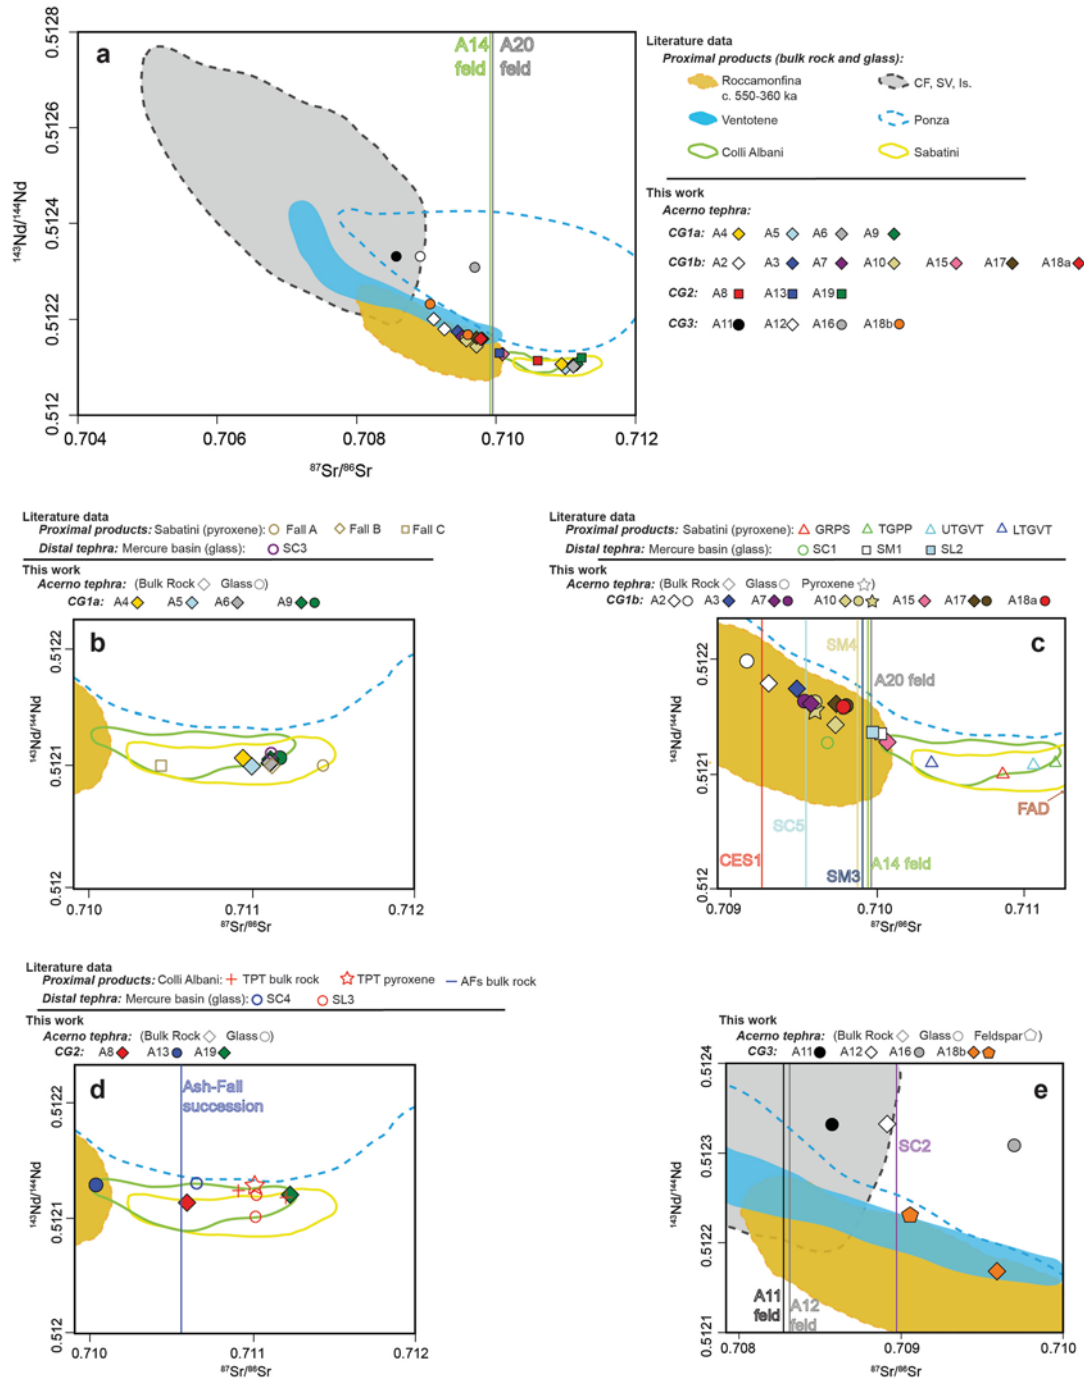 a
A14
feld
A20
feld
0.5128
0.5126
0.5124
0.5122
0.512
143Nd/144Nd
0.704
0.706
0.708
0.710
0.712
87Sr/86Sr
Literature data
Proximal products (bulk rock and glass):
Roccamonfina
c. 550-360 ka
CF, SV, Is.
Ventotene
Ponza
Colli Albani
Sabatini
This work
Acerno tephra:
CG1a: A4 A5 A6 A9
CG1b: A2 A3 A7 A10 A15 A17 A18a
CG2: A8 A13 A19
CG3: A11 A12 A16 A18b
Literature data
Proximal products: Sabatini (pyroxene): Fall A Fall B Fall C
Distal tephra: Mercure basin (glass): SC3
This work
Acerno tephra: (Bulk Rock Glass )
CG1a: A4 A5 A6 A9
b
0.5122
0.5121
0.512
143Nd/144Nd
0.710
0.711
0.712
87Sr/86Sr
Literature data
Proximal products: Sabatini (pyroxene): GRPS TGPP UTGVT LTGVT
Distal tephra: Mercure basin (glass): SC1 SM1 SL2
This work
Acerno tephra: (Bulk Rock Glass Pyroxene )
CG1b: A2 A3 A7 A10 A15 A17 A18a
c
SM4
A20 feld
SC5
FAD
CES1
A14 feld
SM3
0.5122
0.5121
0.512
143Nd/144Nd
0.709
0.710
0.711
87Sr/86Sr
Literature data
Proximal products: Colli Albani: TPT bulk rock TPT pyroxene AFs bulk rock
Distal tephra: Mercure basin (glass): SC4 SL3
This work
Acerno tephra: (Bulk Rock Glass )
CG2: A8 A13 A19
d
Ash-Fall
succession
0.5122
0.5121
0.512
143Nd/144Nd
0.710
0.711
0.712
87Sr/86Sr
This work
Acerno tephra: (Bulk Rock Glass Feldspar )
CG3: A11 A12 A16 A18b
e
SC2
A11
feld
A12
feld
0.5124
0.5123
0.5122
0.5121
143Nd/144Nd
0.708
0.709
0.710
87Sr/86Sr